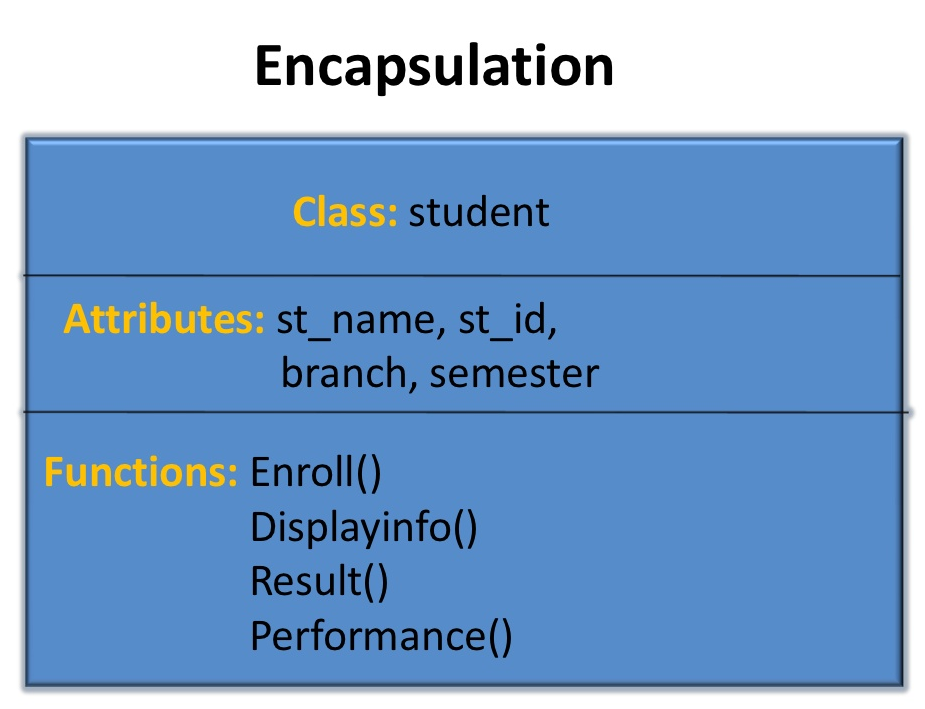 Encapsulation
Class: student
Attributes: st_name, st_id,
branch, semester
Functions: Enroll()
Displayinfo()
Result()
Performance()